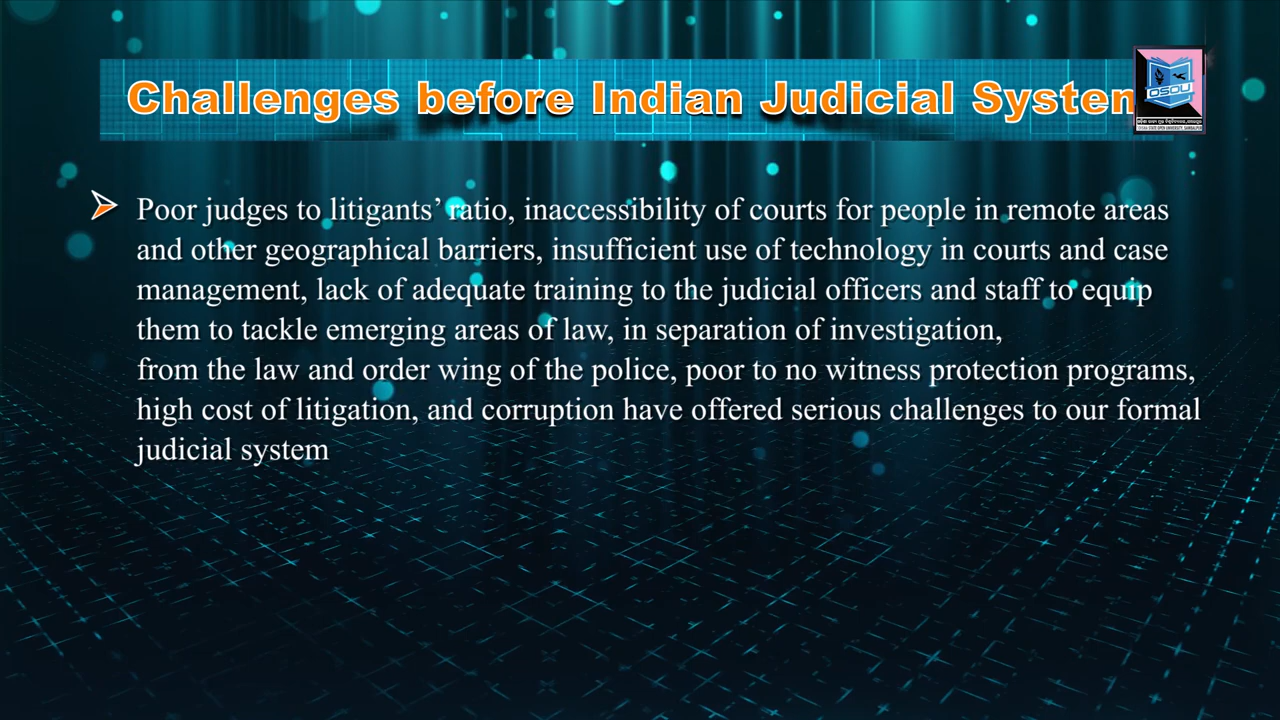 Challenges before Indian Judicial System
OSOU
Poor judges to litigants’ ratio, inaccessibility of courts for people in remote areas
and other geographical barriers, insufficient use of technology in courts and case
management, lack of adequate training to the judicial officers and staff to equip
them to tackle emerging areas of law, in separation of investigation,
from the law and order wing of the police, poor to no witness protection programs,
high cost of litigation, and corruption have offered serious challenges to our formal
judicial system